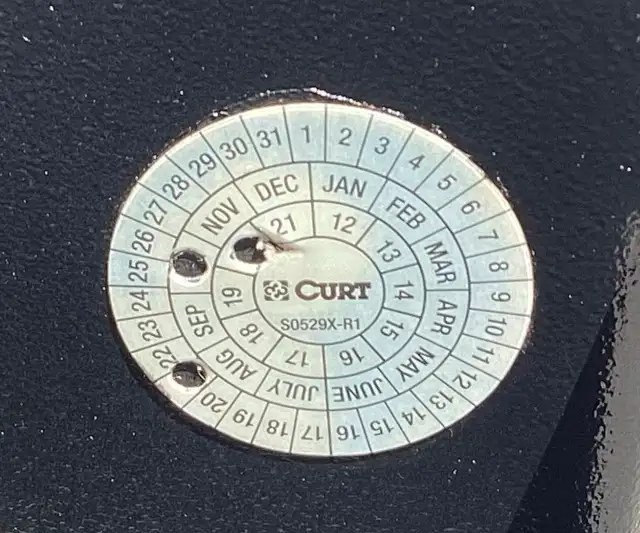 1 2 3 4 5 6 7 8 9 10 11 12 13 14 15 16 17 18 19 20 22 23 24 25 26 27 28 29 30 31
JAN FEB MAR APR MAY JUNE JULY AUG SEP NOV DEC
12 13 14 15 16 17 18 19 21
CURT
S0529X-R1